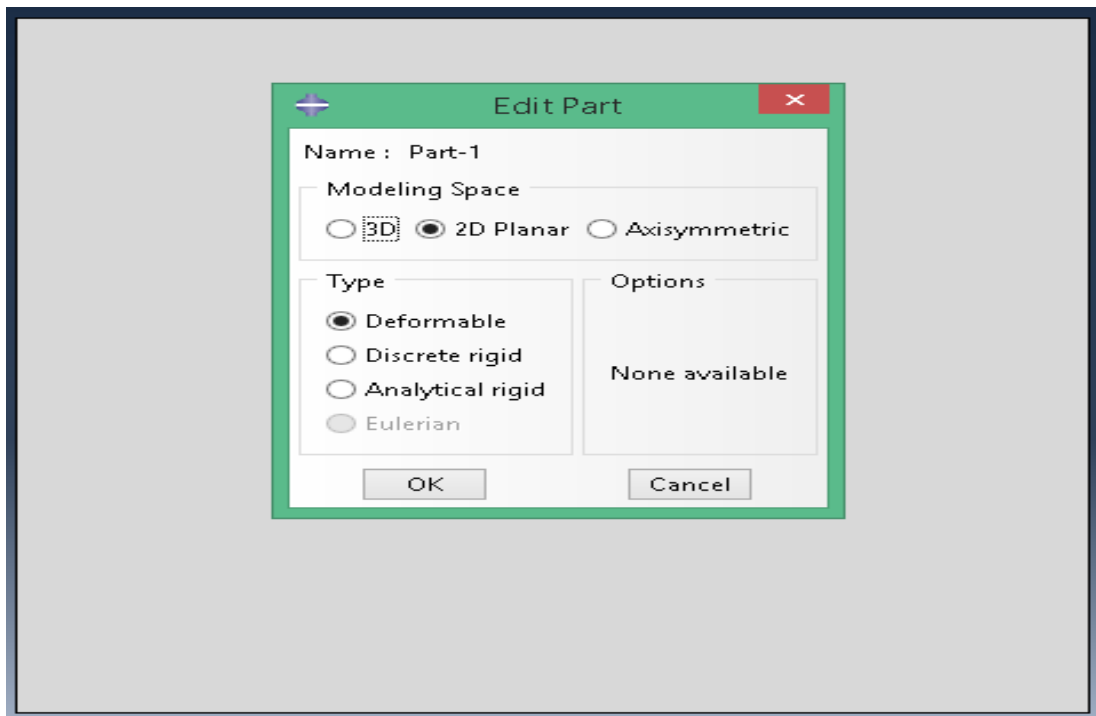 Edit Part
Name : Part-1
Modeling Space
3D 2D Planar Axisymmetric
Type
Deformable
Discrete rigid
Analytical rigid
Eulerian
Options
None available
OK Cancel